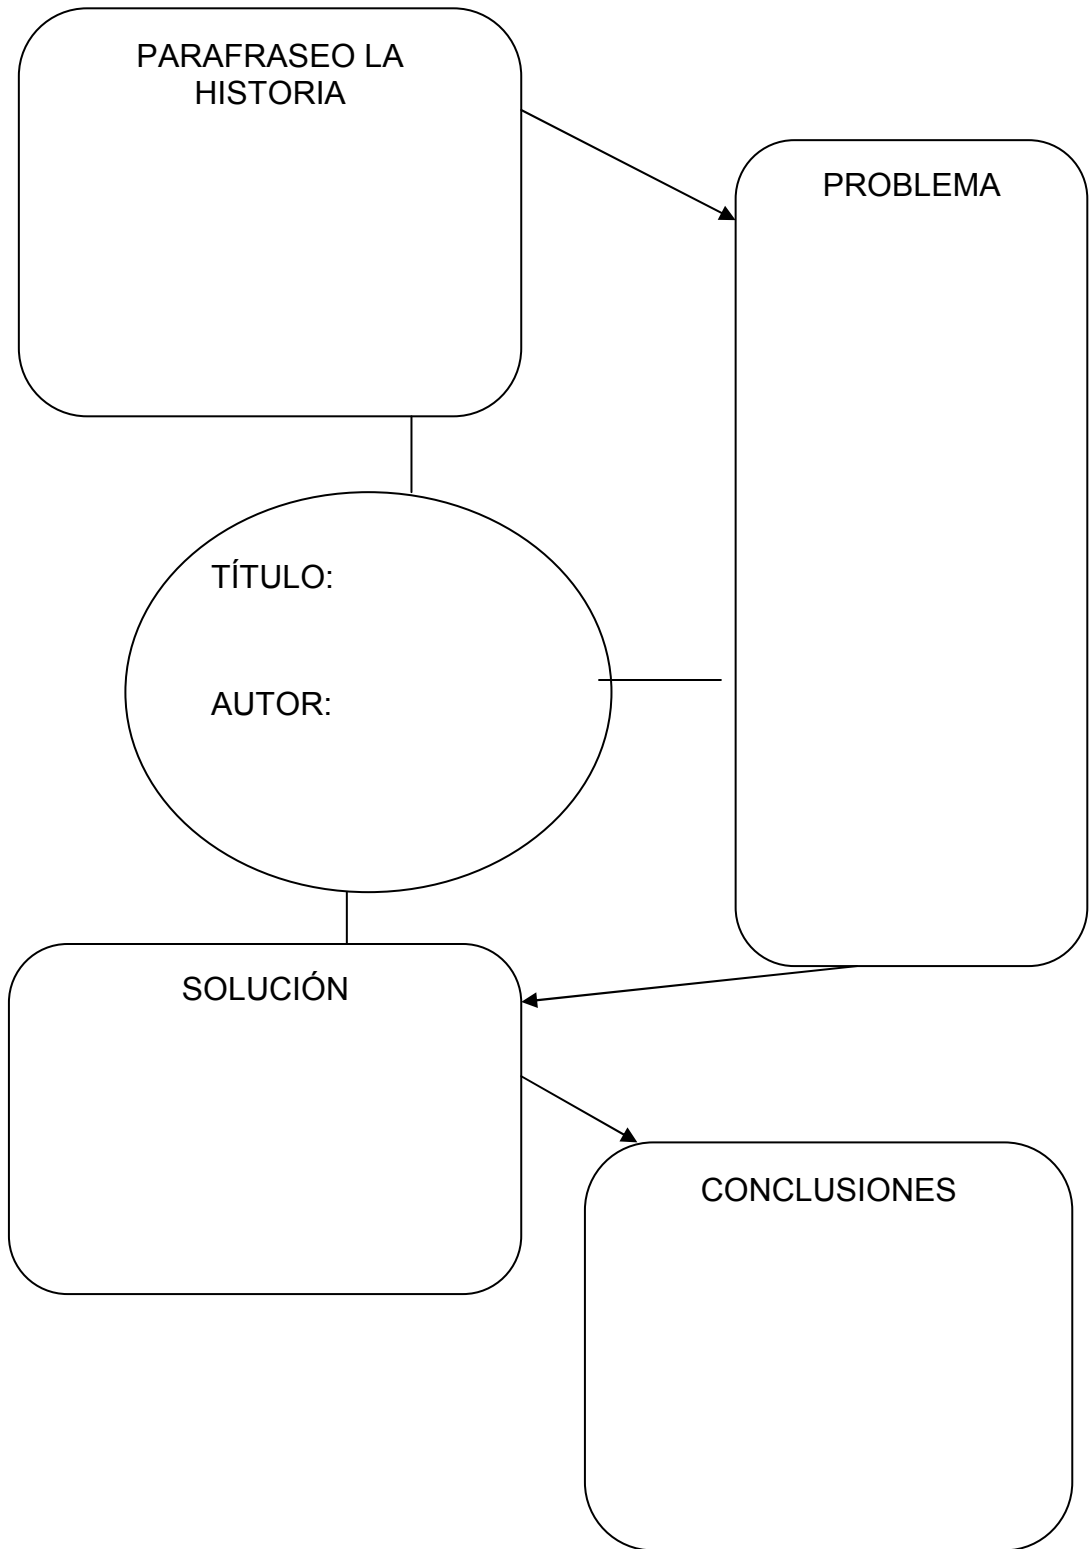 PARAFRASEO LA
HISTORIA
PROBLEMA
TÍTULO:
AUTOR:
SOLUCIÓN
CONCLUSIONES